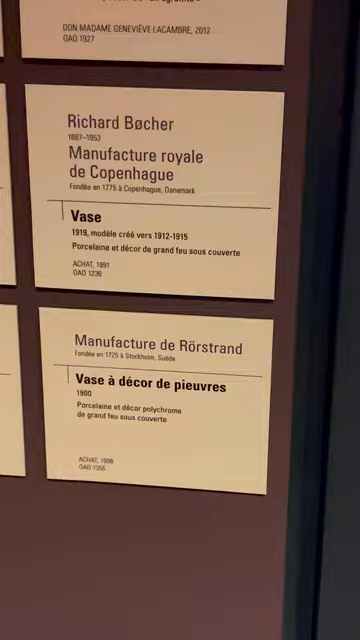 DON MADAME GENEVIÈVE LACAMBRE, 2012
OAO 1927
Richard Bøcher
1887-1953
Manufacture royale
de Copenhague
Fondée en 1775 à Copenhague, Danemark
Vase
1919, modèle créé vers 1912-1915
Porcelaine et décor de grand feu sous couverte
ACHAT, 1991
OAO 1236
Manufacture de Rörstrand
Fondée en 1725 à Stockholm, Suède
Vase à décor de pieuvres
1900
Porcelaine et décor polychrome
de grand feu sous couverte
ACHAT, 1998
OAO 1355